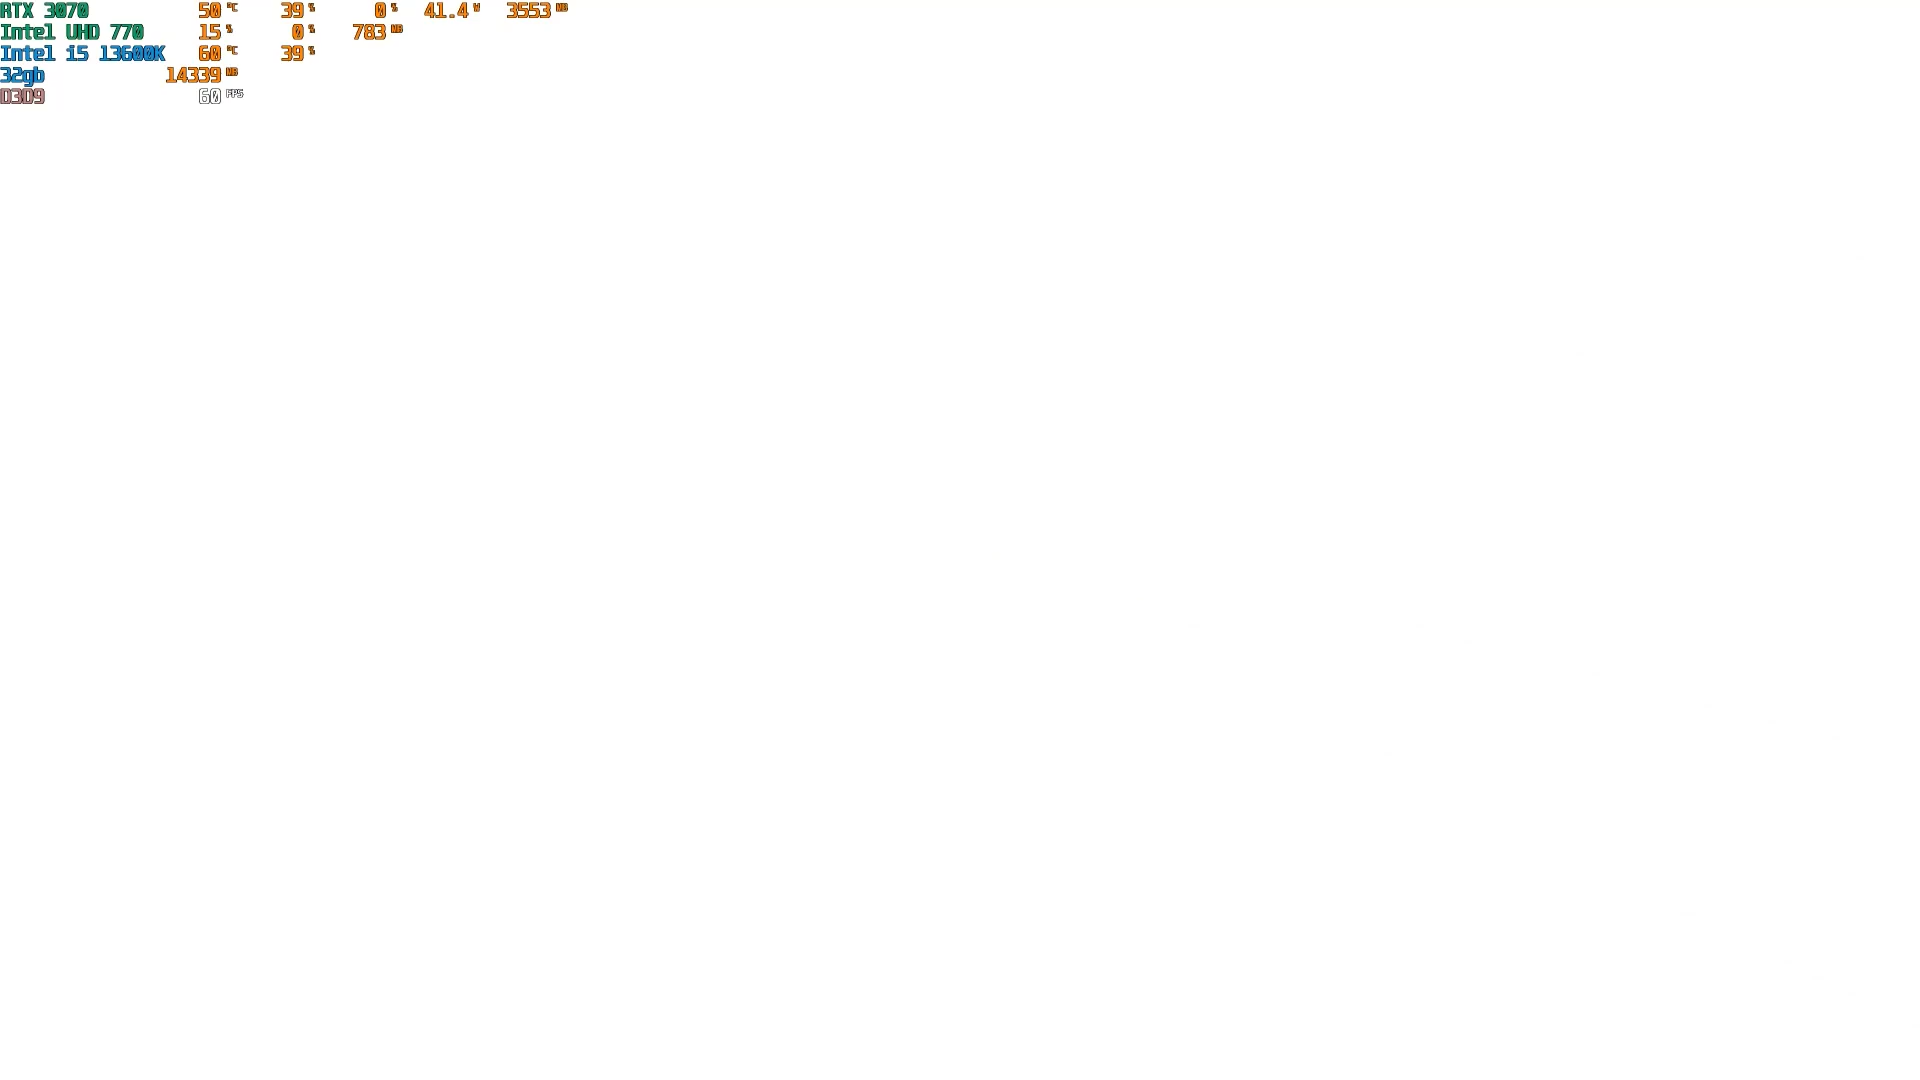 RTX 3070 50 °C 39 % 0 % 41.4 W 3553 MB
Intel UHD 770 15 % 0 % 783 MB
Intel i5 13600K 60 °C 39 %
32gb 14339 MB
D3D9 60 FPS